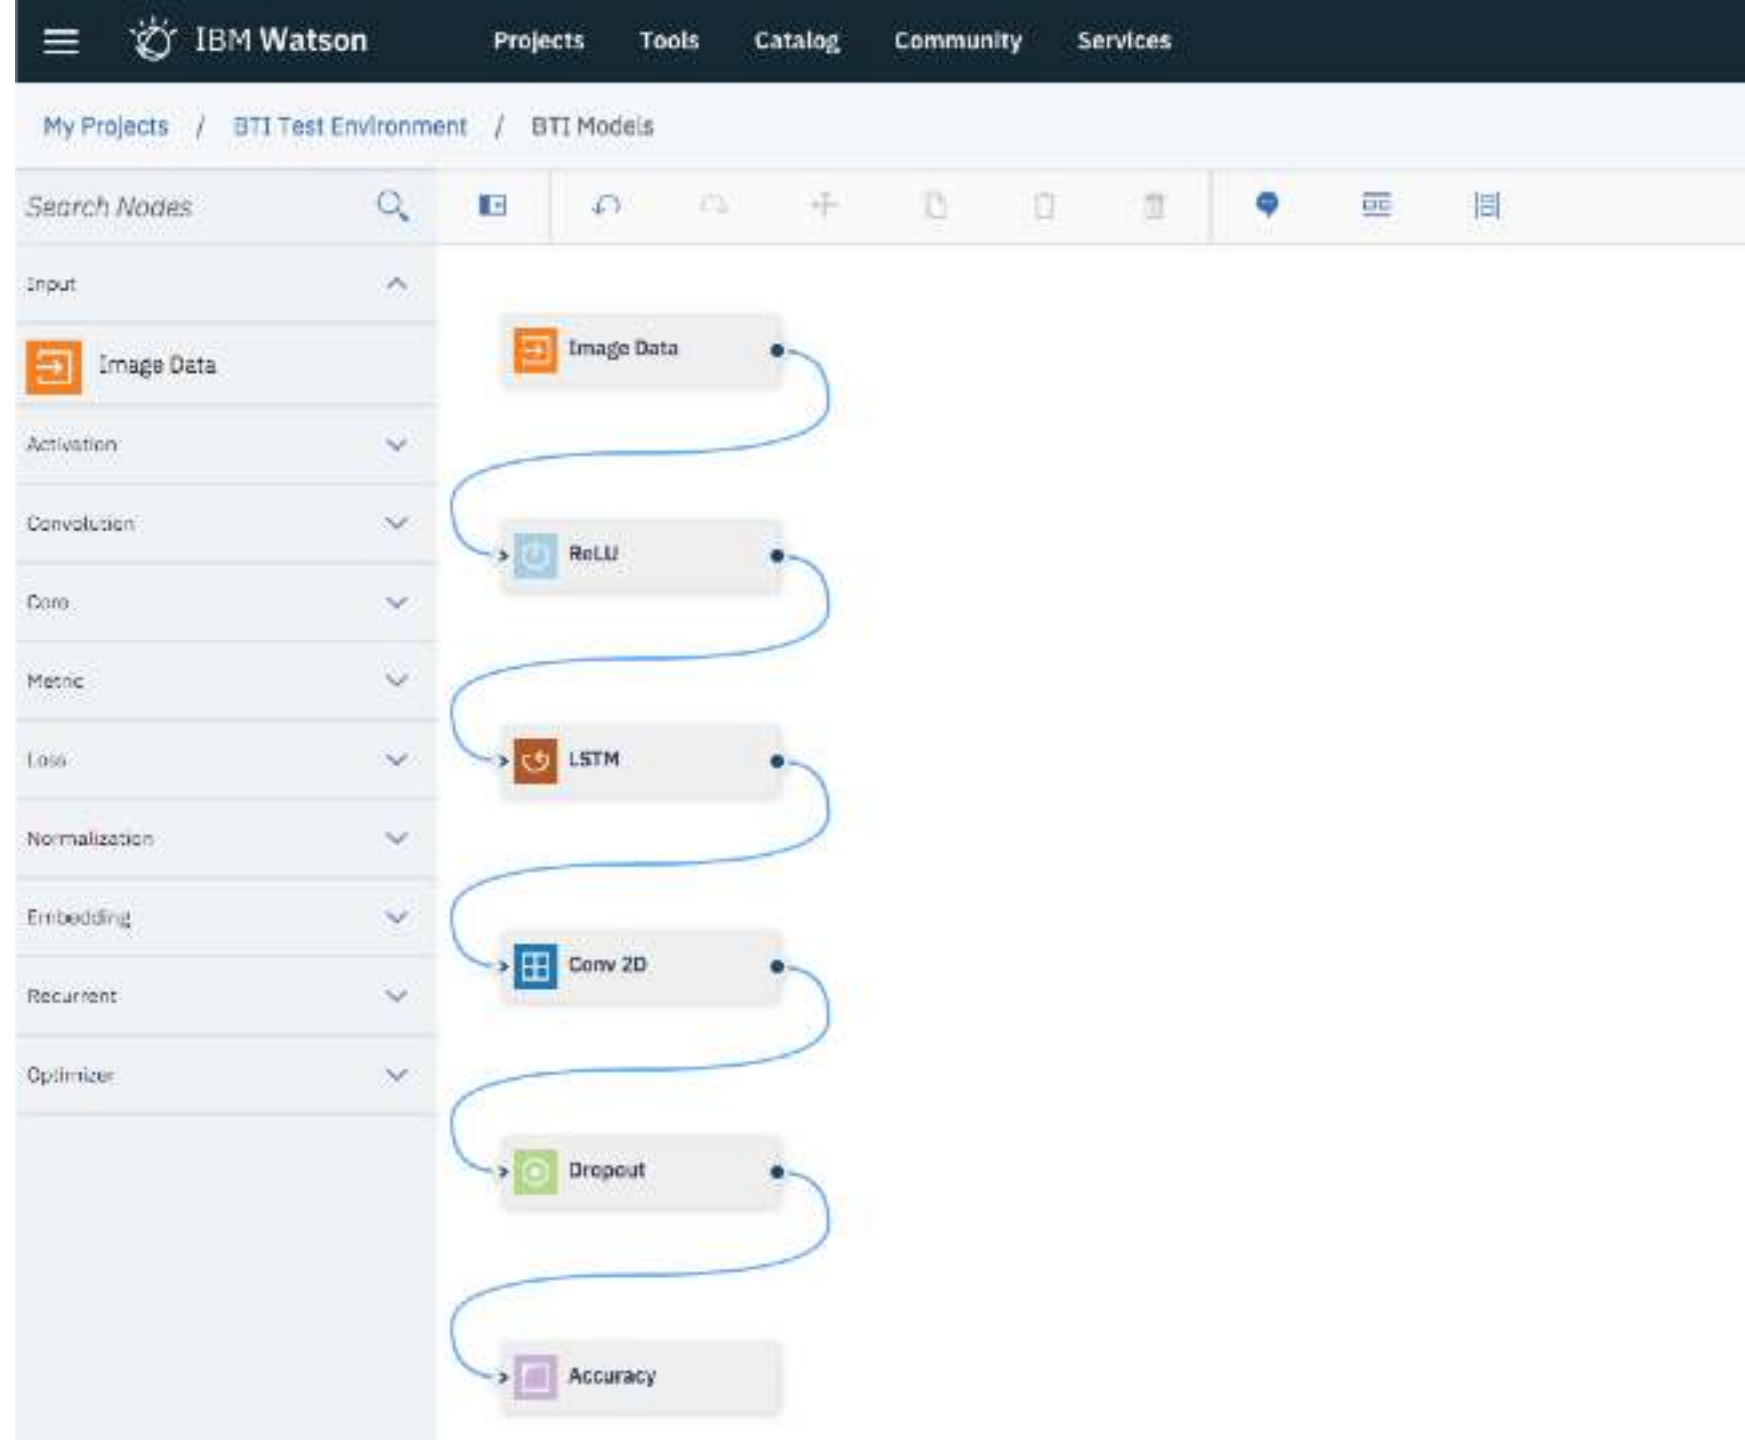 IBM Watson Projects Tools Catalog Community Services
My Projects / BTI Test Environment / BTI Models
Search Nodes
Input
Image Data
Activation
Convolution
Core
Metric
Loss
Normalization
Embedding
Recurrent
Optimizer
Image Data
ReLU
LSTM
Conv 2D
Dropout
Accuracy